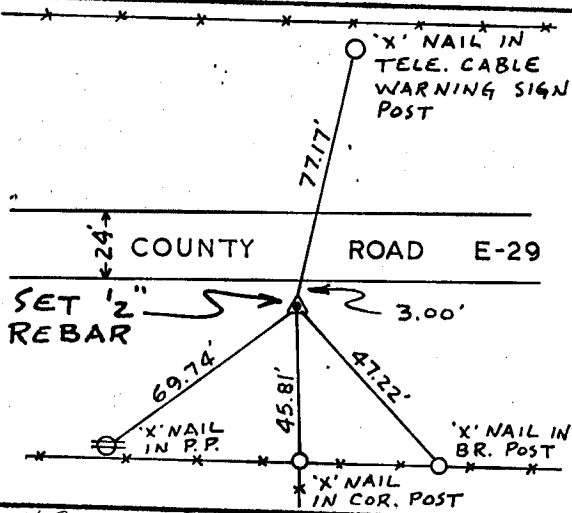 'X' NAIL IN
TELE. CABLE
WARNING SIGN
POST
77.17'
24'
COUNTY ROAD E-29
SET '2"
REBAR
3.00'
69.74'
45.81'
47.22'
'X' NAIL
IN P.P.
'X' NAIL IN
BR. POST
'X' NAIL
IN COR. POST